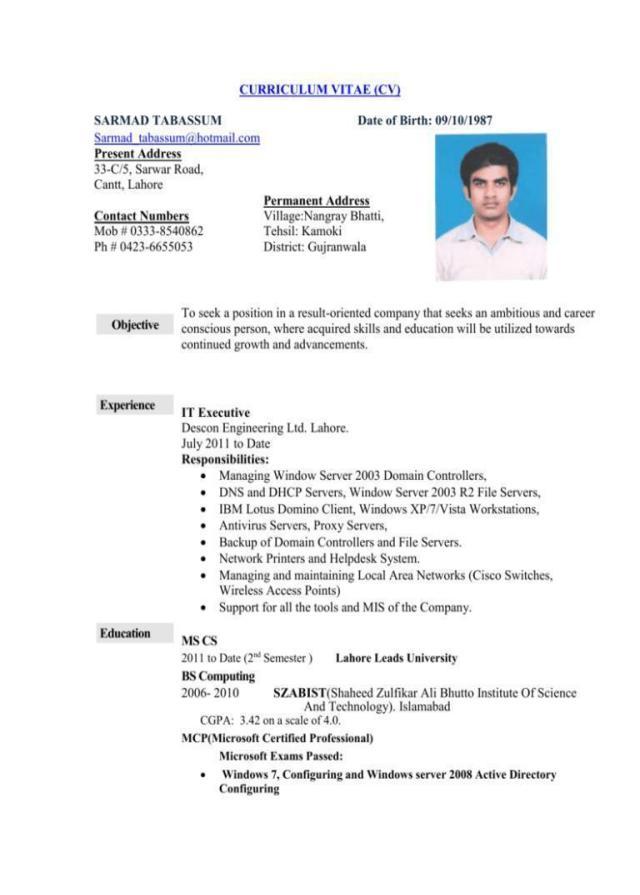 CURRICULUM VITAE (CV)
SARMAD TABASSUM Date of Birth: 09/10/1987
Sarmad_tabassum@hotmail.com
Present Address
33-C/5, Sarwar Road,
Cantt, Lahore
Contact Numbers
Mob # 0333-8540862
Ph # 0423-6655053
Permanent Address
Village:Nangray Bhatti,
Tehsil: Kamoki
District: Gujranwala
Objective
To seek a position in a result-oriented company that seeks an ambitious and career
conscious person, where acquired skills and education will be utilized towards
continued growth and advancements.
Experience
IT Executive
Descon Engineering Ltd. Lahore.
July 2011 to Date
Responsibilities:
• Managing Window Server 2003 Domain Controllers,
• DNS and DHCP Servers, Window Server 2003 R2 File Servers,
• IBM Lotus Domino Client, Windows XP/7/Vista Workstations,
• Antivirus Servers, Proxy Servers,
• Backup of Domain Controllers and File Servers.
• Network Printers and Helpdesk System.
• Managing and maintaining Local Area Networks (Cisco Switches,
Wireless Access Points)
• Support for all the tools and MIS of the Company.
Education
MS CS
2011 to Date (2nd Semester ) Lahore Leads University
BS Computing
2006- 2010 SZABIST(Shaheed Zulfikar Ali Bhutto Institute Of Science
And Technology). Islamabad
CGPA: 3.42 on a scale of 4.0.
MCP(Microsoft Certified Professional)
Microsoft Exams Passed:
• Windows 7, Configuring and Windows server 2008 Active Directory
Configuring